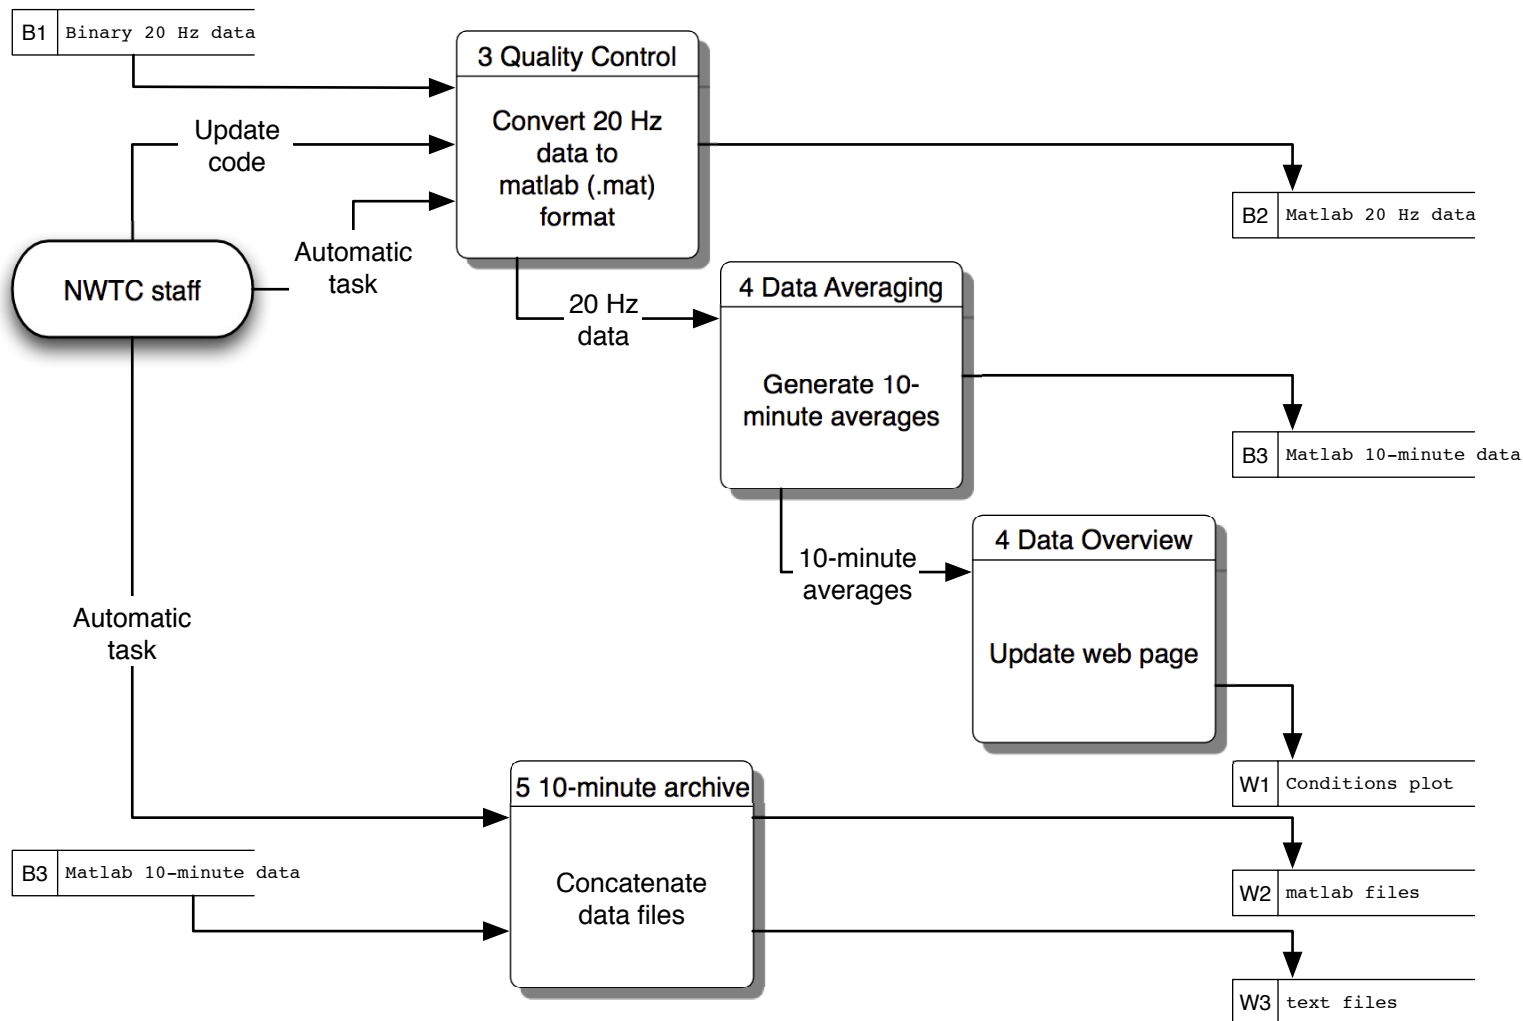 B1 Binary 20 Hz data
3 Quality Control
Convert 20 Hz
data to
matlab (.mat)
format
Update
code
Automatic
task
NWTC staff
B2 Matlab 20 Hz data
20 Hz
data
4 Data Averaging
Generate 10-
minute averages
B3 Matlab 10-minute data
10-minute
averages
4 Data Overview
Update web page
Automatic
task
W1 Conditions plot
5 10-minute archive
Concatenate
data files
B3 Matlab 10-minute data
W2 matlab files
W3 text files